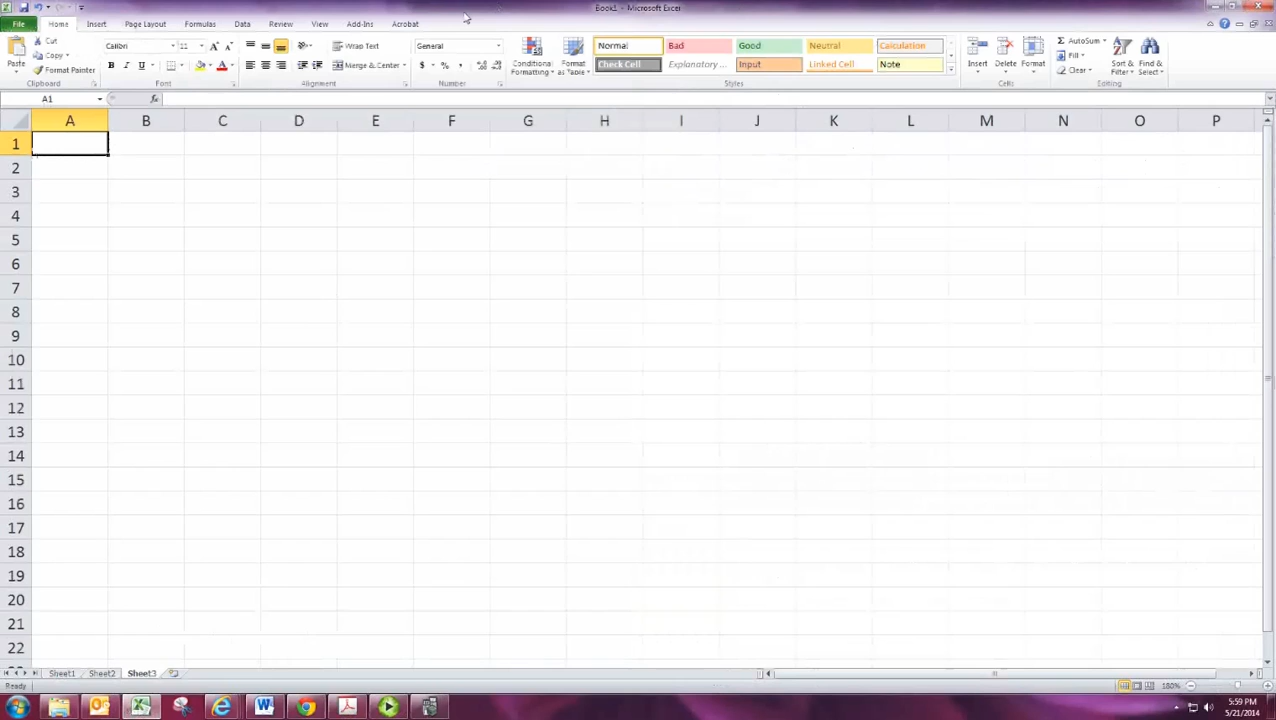 Book1 - Microsoft Excel
File Home Insert Page Layout Formulas Data Review View Add-Ins Acrobat
Paste Cut Copy Format Painter
Calibri 11 Wrap Text General
B I U Merge & Center $ % ,
Conditional Formatting Format as Table
Normal Bad Good Neutral Calculation
Check Cell Explanatory ... Input Linked Cell Note
Insert Delete Format
AutoSum Fill Clear
Sort & Filter Find & Select
Clipboard Font Alignment Number Styles Cells Editing
A1 fx
A B C D E F G H I J K L M N O P
1
2
3
4
5
6
7
8
9
10
11
12
13
14
15
16
17
18
19
20
21
22
Sheet1 Sheet2 Sheet3
Ready 180%
5:59 PM
5/21/2014